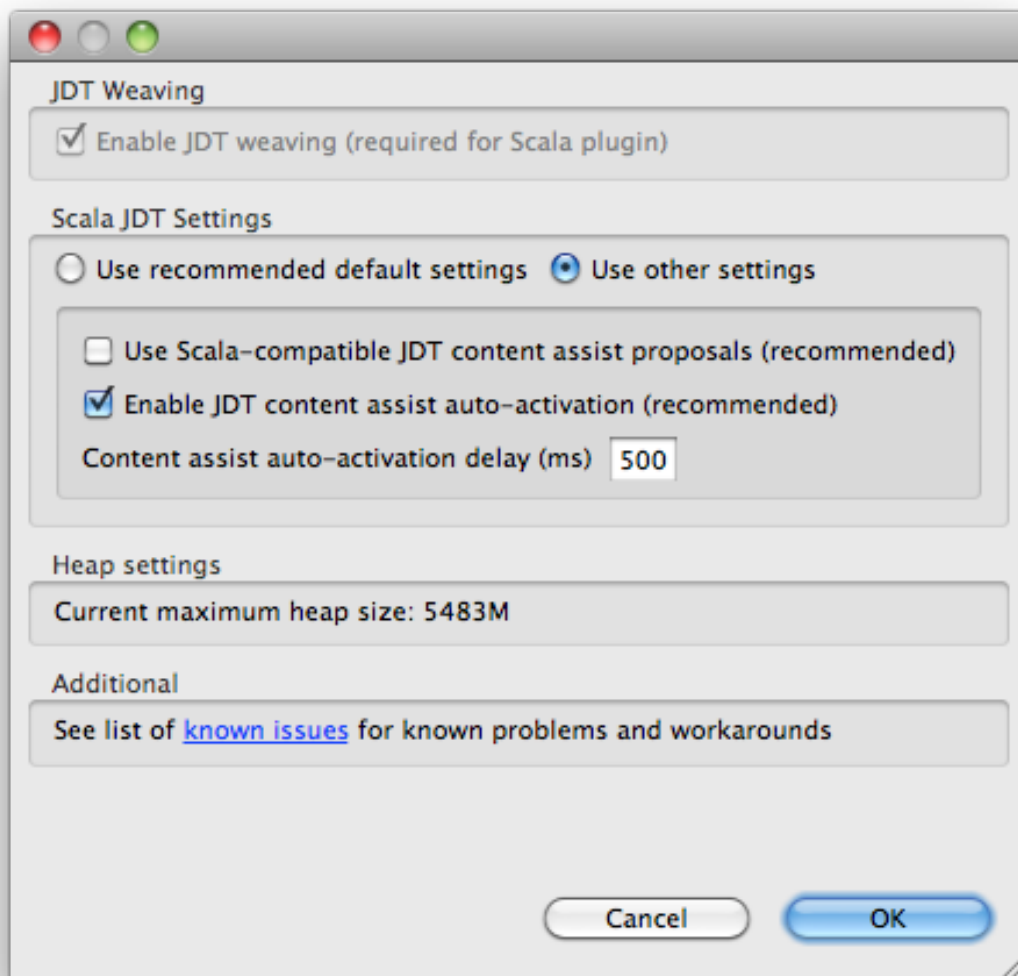 JDT Weaving
Enable JDT weaving (required for Scala plugin)
Scala JDT Settings
Use recommended default settings Use other settings
Use Scala-compatible JDT content assist proposals (recommended)
Enable JDT content assist auto-activation (recommended)
Content assist auto-activation delay (ms) 500
Heap settings
Current maximum heap size: 5483M
Additional
See list of known issues for known problems and workarounds
Cancel OK